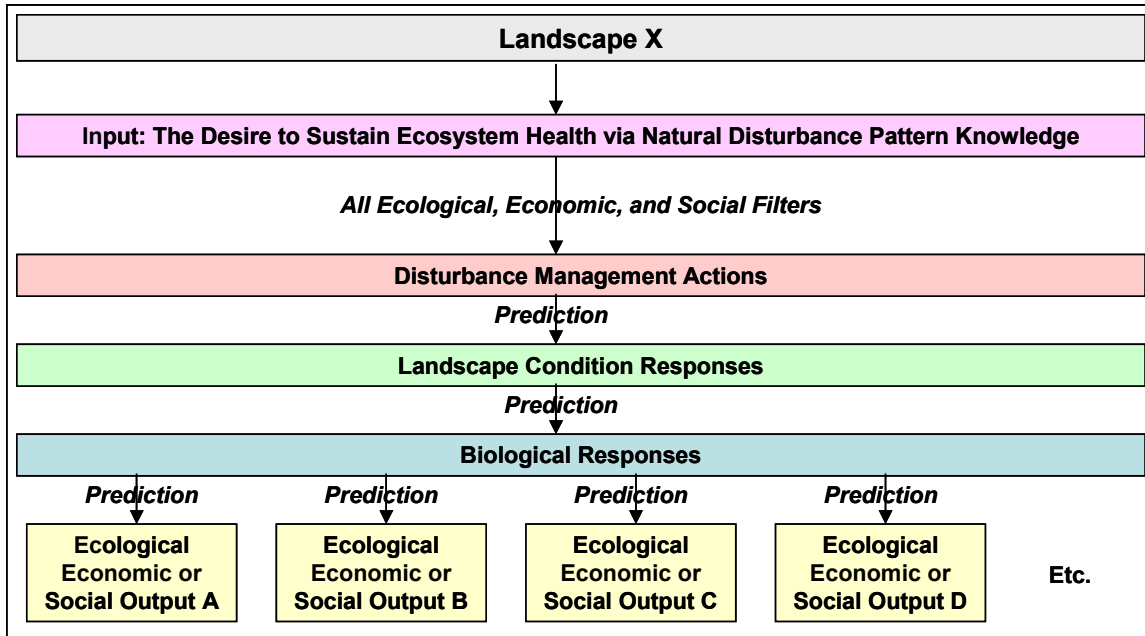 Landscape X
Input: The Desire to Sustain Ecosystem Health via Natural Disturbance Pattern Knowledge
All Ecological, Economic, and Social Filters
Disturbance Management Actions
Prediction
Landscape Condition Responses
Prediction
Biological Responses
Prediction
Prediction
Prediction
Prediction
Ecological
Economic or
Social Output A
Ecological
Economic or
Social Output B
Ecological
Economic or
Social Output C
Ecological
Economic or
Social Output D
Etc.